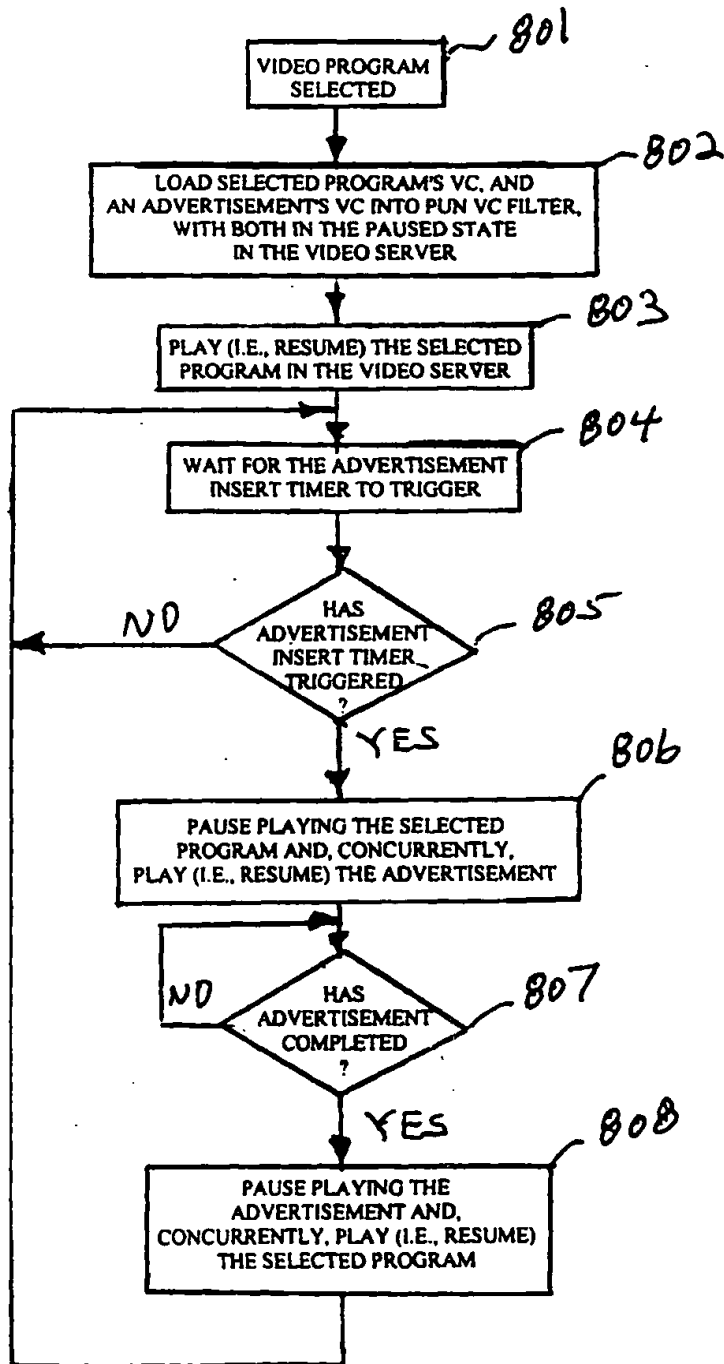 801
VIDEO PROGRAM
SELECTED
802
LOAD SELECTED PROGRAM'S VC, AND
AN ADVERTISEMENT'S VC INTO PUN VC FILTER,
WITH BOTH IN THE PAUSED STATE
IN THE VIDEO SERVER
803
PLAY (I.E., RESUME) THE SELECTED
PROGRAM IN THE VIDEO SERVER
804
WAIT FOR THE ADVERTISEMENT
INSERT TIMER TO TRIGGER
805
HAS
ADVERTISEMENT
INSERT TIMER
TRIGGERED
?
NO
YES
806
PAUSE PLAYING THE SELECTED
PROGRAM AND, CONCURRENTLY,
PLAY (I.E., RESUME) THE ADVERTISEMENT
807
HAS
ADVERTISEMENT
COMPLETED
?
NO
YES
808
PAUSE PLAYING THE
ADVERTISEMENT AND,
CONCURRENTLY, PLAY (I.E., RESUME)
THE SELECTED PROGRAM